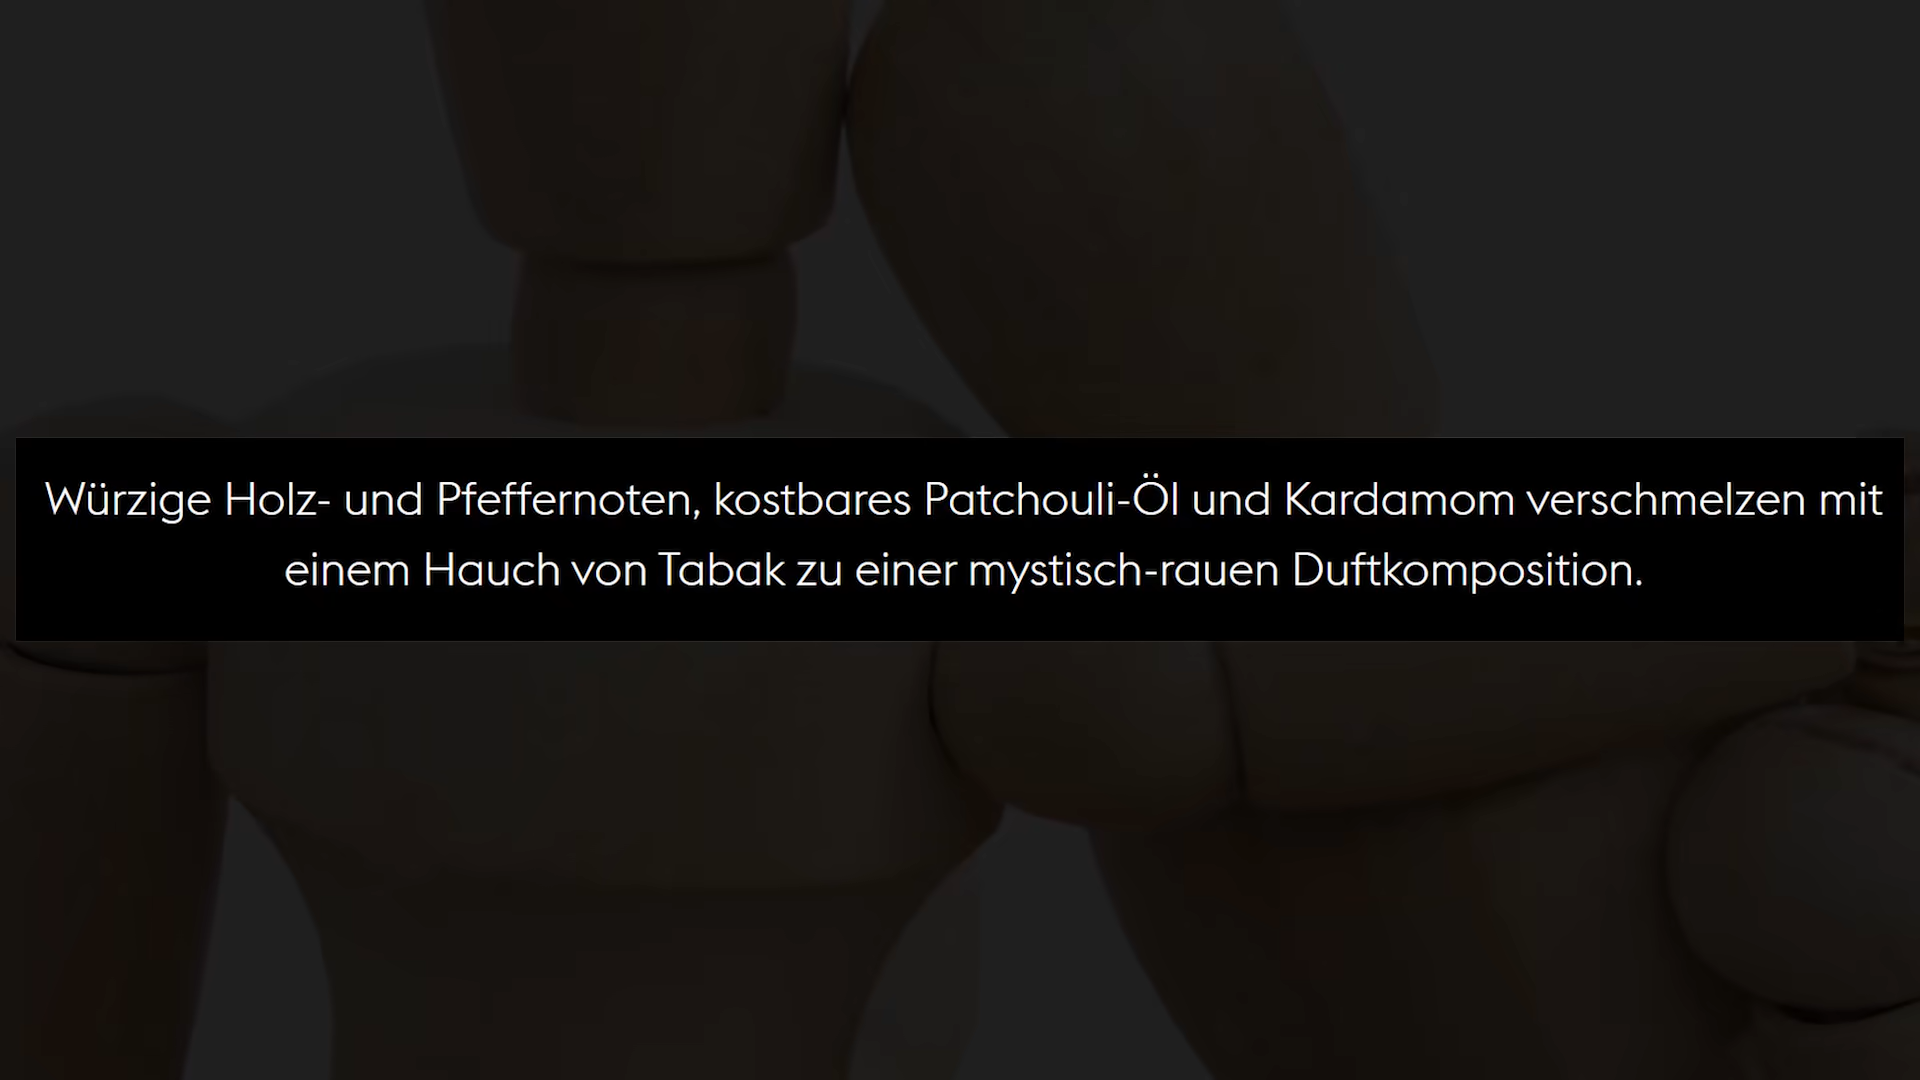 Würzige Holz- und Pfeffernoten, kostbares Patchouli-Öl und Kardamom verschmelzen mit
einem Hauch von Tabak zu einer mystisch-rauen Duftkomposition.